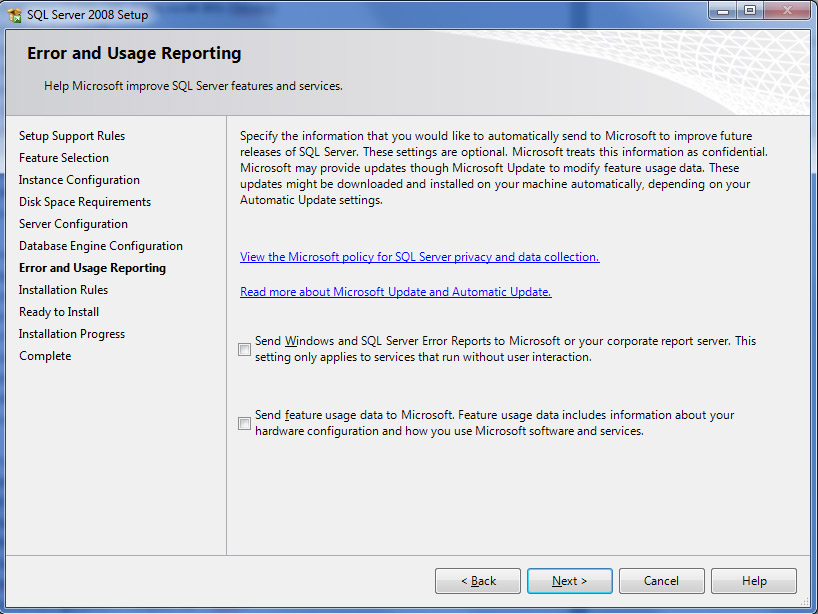 SQL Server 2008 Setup
Error and Usage Reporting
Help Microsoft improve SQL Server features and services.
Setup Support Rules
Feature Selection
Instance Configuration
Disk Space Requirements
Server Configuration
Database Engine Configuration
Error and Usage Reporting
Installation Rules
Ready to Install
Installation Progress
Complete
Specify the information that you would like to automatically send to Microsoft to improve future
releases of SQL Server. These settings are optional. Microsoft treats this information as confidential.
Microsoft may provide updates though Microsoft Update to modify feature usage data. These
updates might be downloaded and installed on your machine automatically, depending on your
Automatic Update settings.
View the Microsoft policy for SQL Server privacy and data collection.
Read more about Microsoft Update and Automatic Update.
Send Windows and SQL Server Error Reports to Microsoft or your corporate report server. This
setting only applies to services that run without user interaction.
Send feature usage data to Microsoft. Feature usage data includes information about your
hardware configuration and how you use Microsoft software and services.
< Back
Next >
Cancel
Help